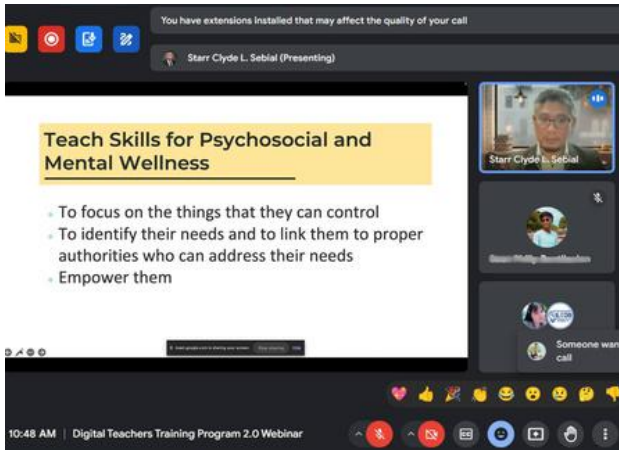 You have extensions installed that may affect the quality of your call
Starr Clyde L. Sebial (Presenting)
Teach Skills for Psychosocial and
Mental Wellness
To focus on the things that they can control
To identify their needs and to link them to proper
authorities who can address their needs
Empower them
Starr Clyde L. Sebial
Someone wan
call
10:48 AM | Digital Teachers Training Program 2.0 Webinar